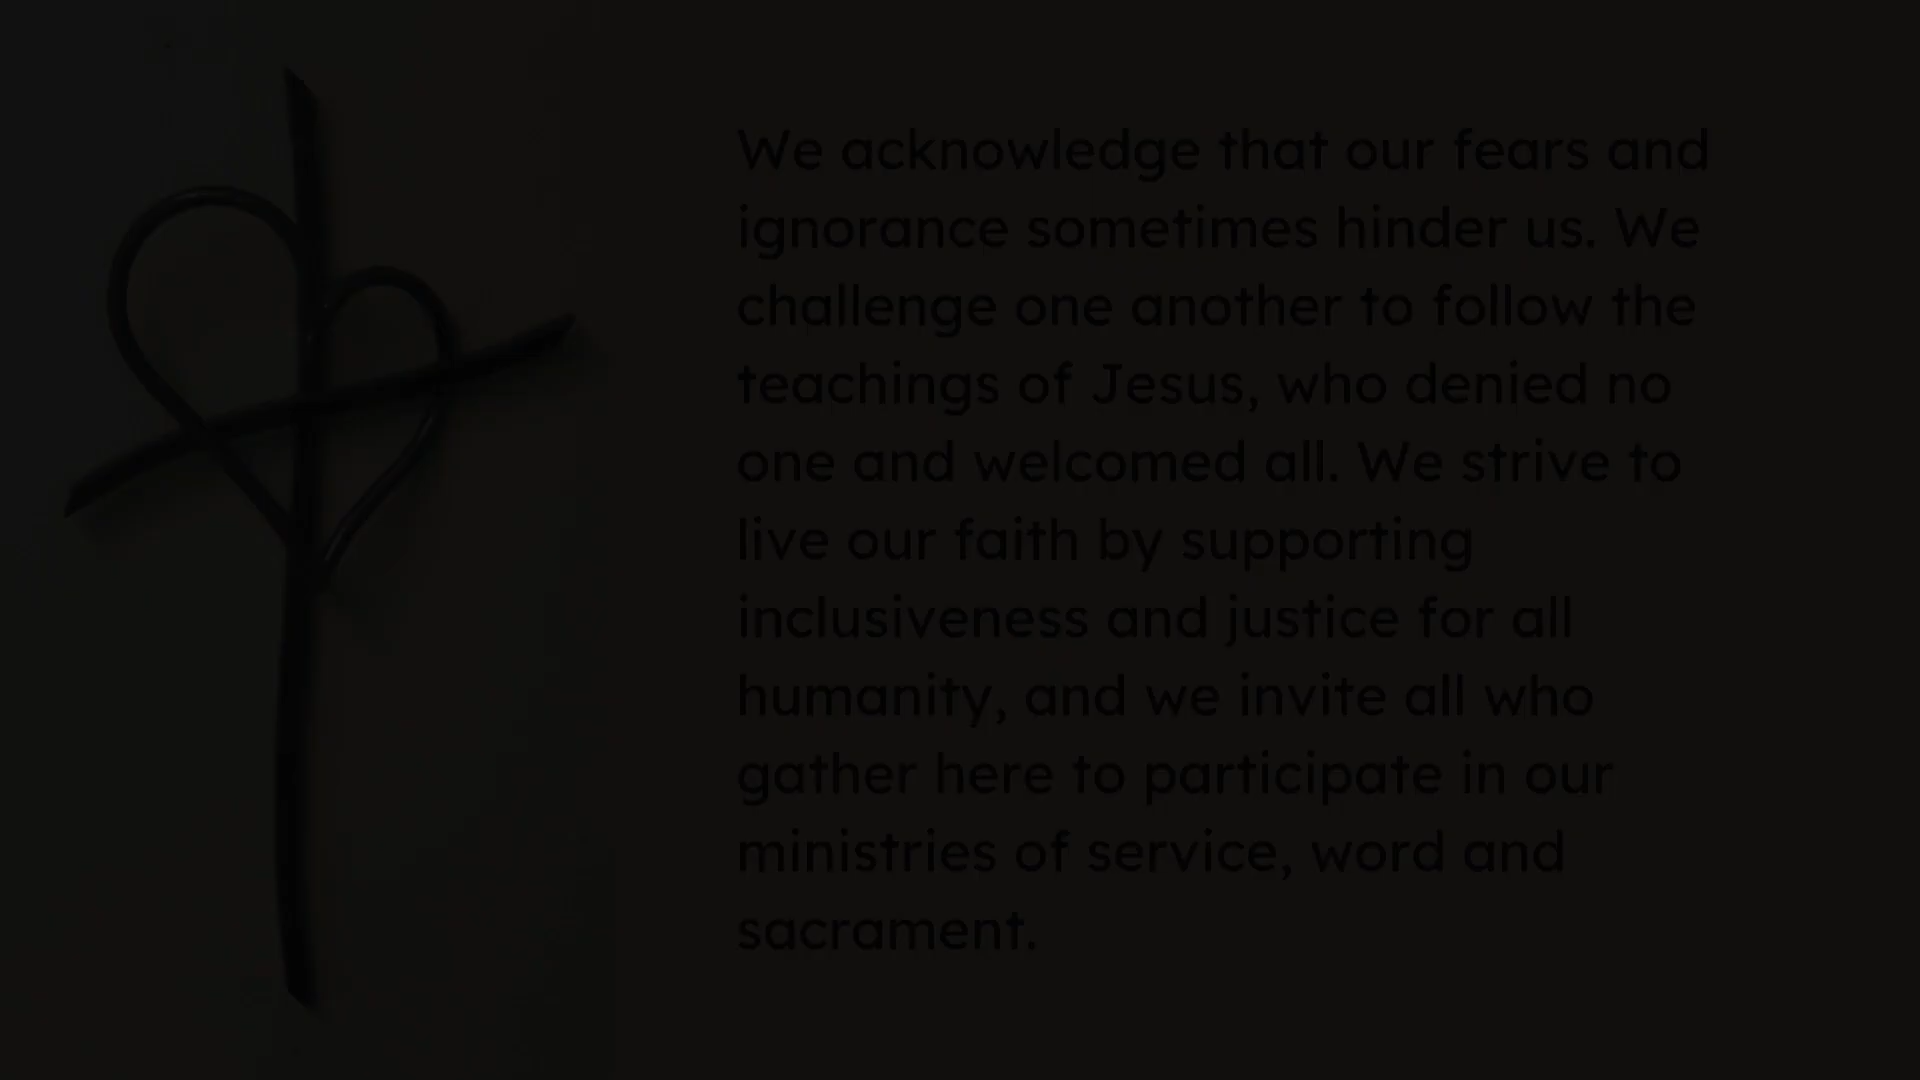 We acknowledge that our fears and
ignorance sometimes hinder us. We
challenge one another to follow the
teachings of Jesus, who denied no
one and welcomed all. We strive to
live our faith by supporting
inclusiveness and justice for all
humanity, and we invite all who
gather here to participate in our
ministries of service, word and
sacrament.